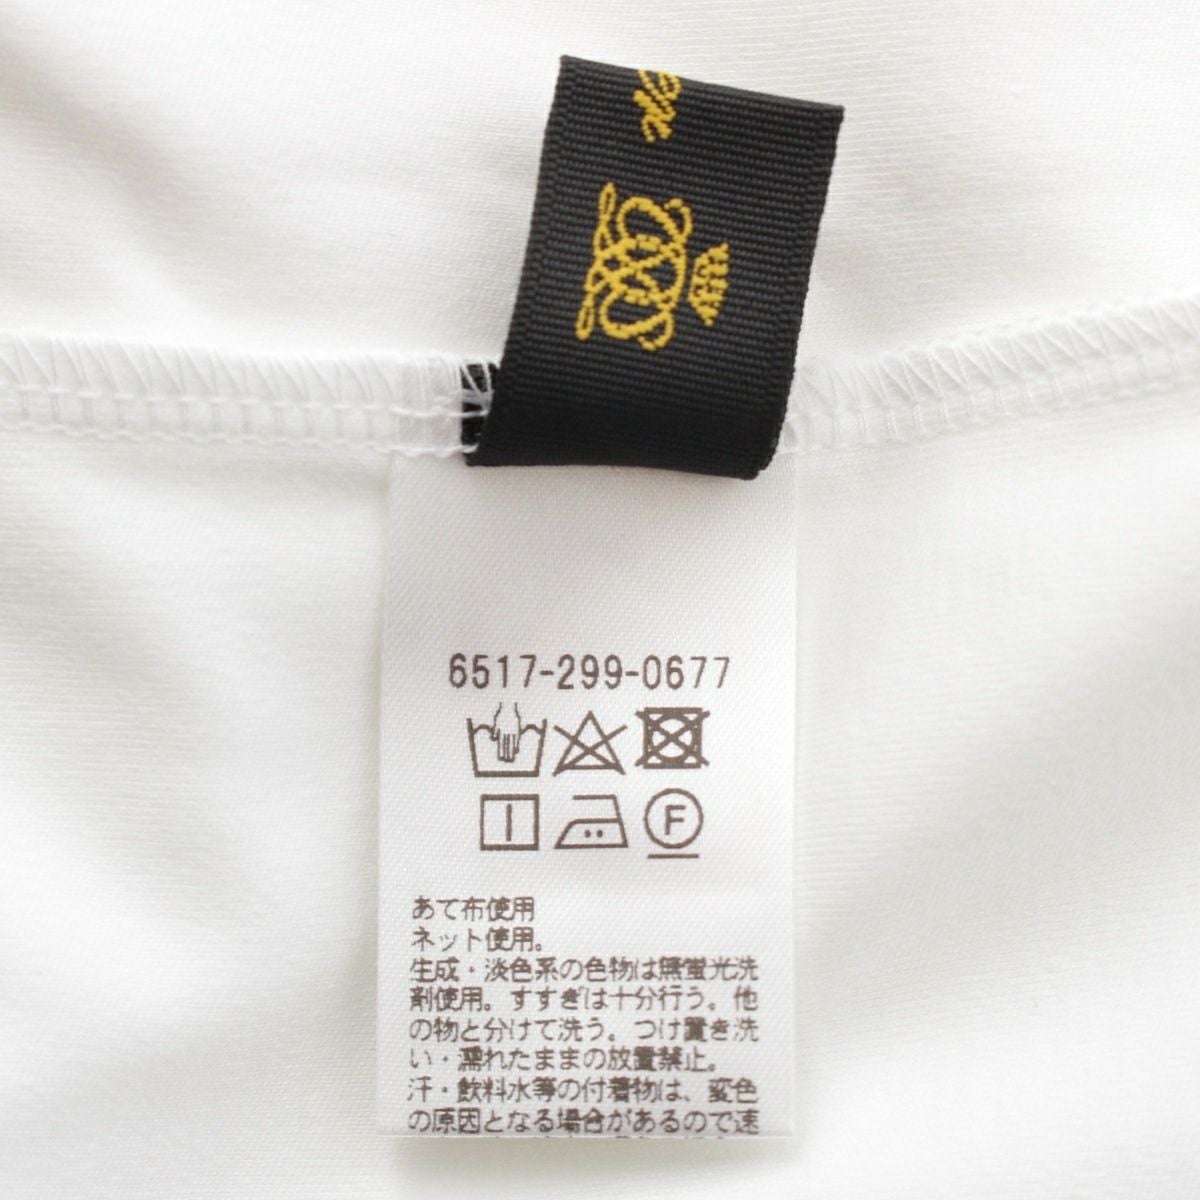 6517-299-0677
F
あて布使用
ネット使用。
生成・淡色系の色物は無蛍光洗
剤使用。すすぎは十分行う。他
の物と分けて洗う。つけ置き洗
い・濡れたままの放置禁止。
汗・飲料水等の付着物は、変色
の原因となる場合があるので速